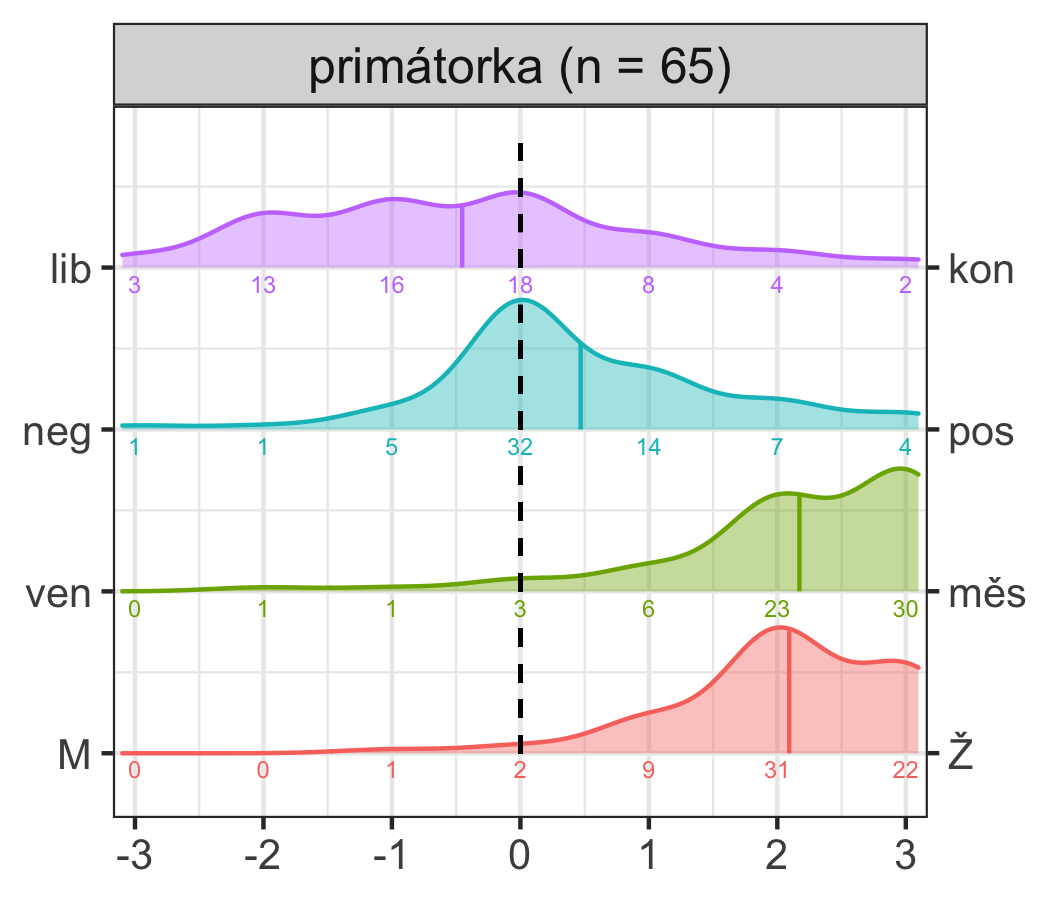 primátorka (n = 65)
lib kon
3 13 16 18 8 4 2
neg pos
1 1 5 32 14 7 4
ven měs
0 1 1 3 6 23 30
M Ž
0 0 1 2 9 31 22
-3 -2 -1 0 1 2 3